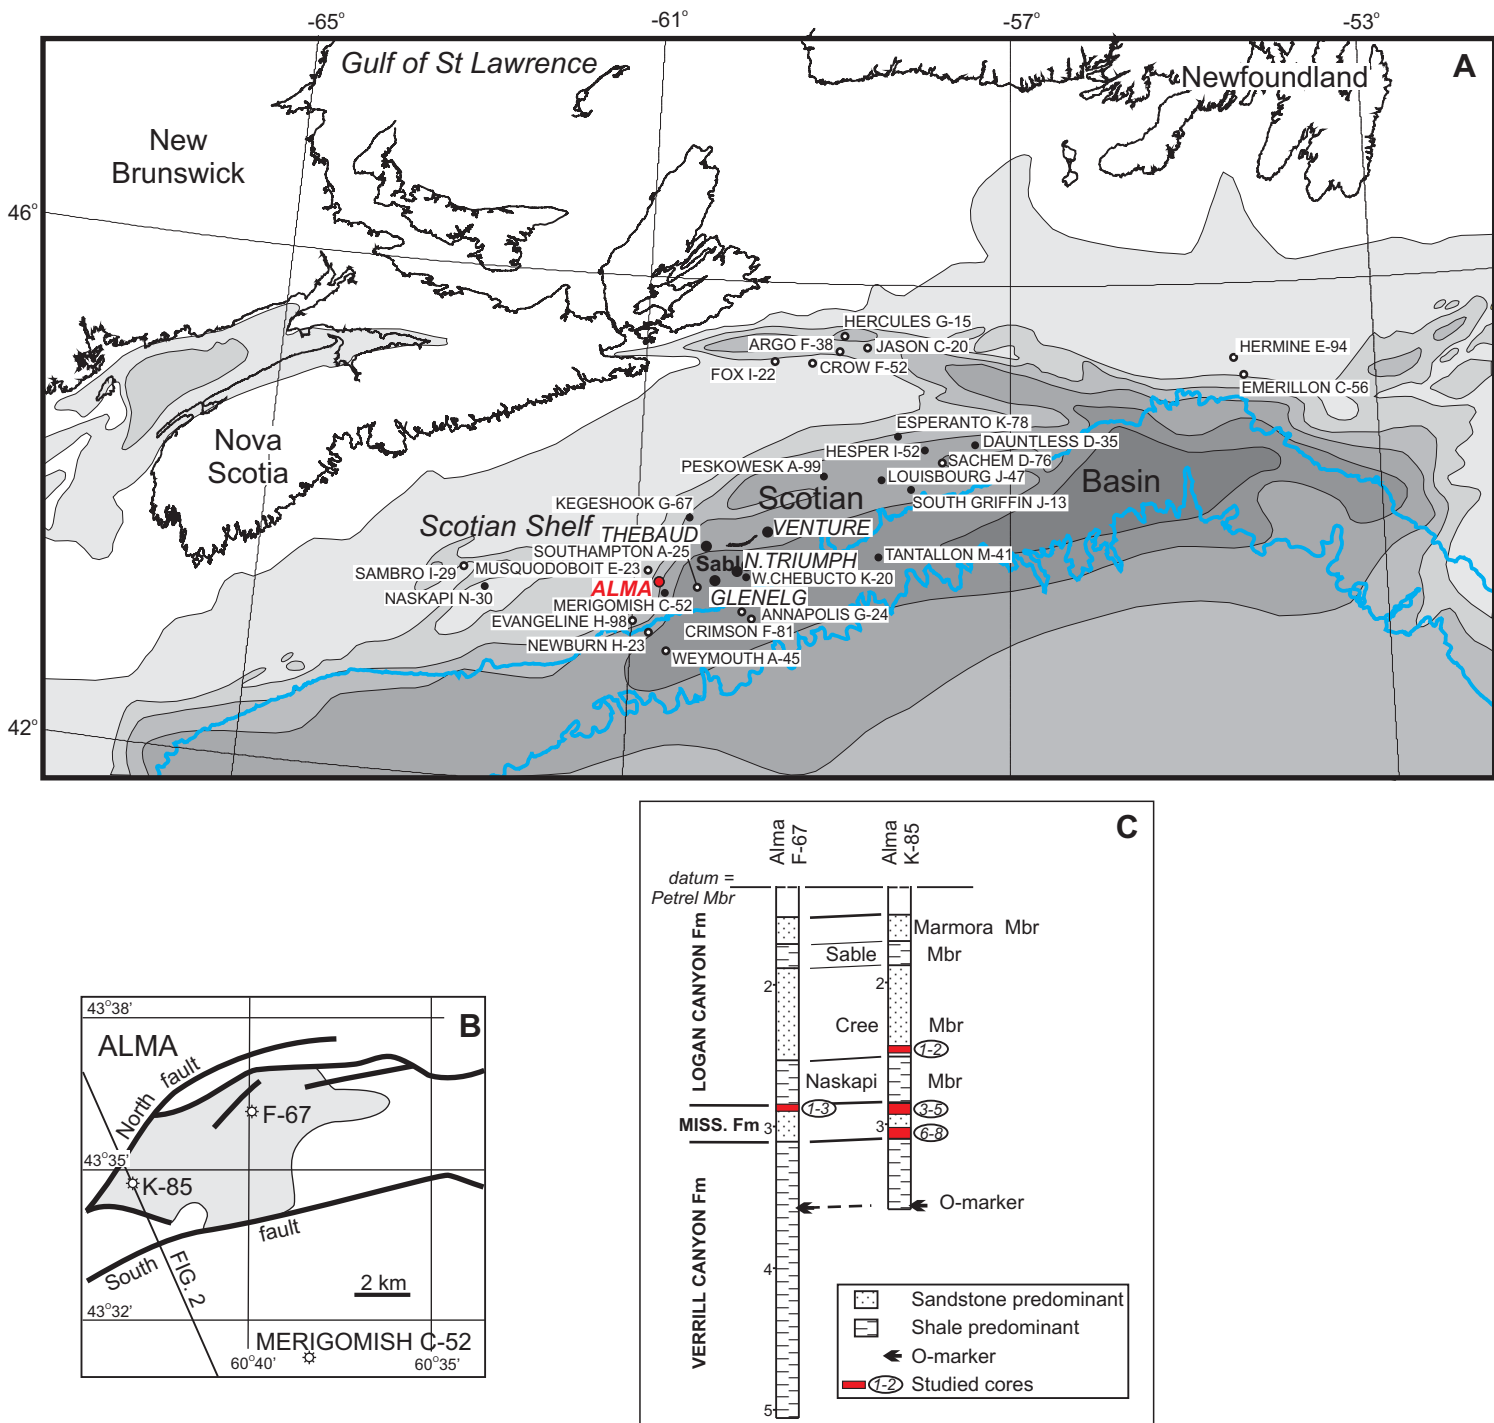 -65°
-61°
-57°
-53°
Gulf of St Lawrence
A
Newfoundland
New
Brunswick
46°
HERCULES G-15
ARGO F-38
JASON C-20
HERMINE E-94
FOX I-22
CROW F-52
EMERILLON C-56
Nova
Scotia
ESPERANTO K-78
HESPER I-52
DAUNTLESS D-35
PESKOWESK A-99
SACHEM D-76
LOUISBOURG J-47
Scotian
Basin
KEGESHOOK G-67
SOUTH GRIFFIN J-13
Scotian Shelf
THEBAUD
VENTURE
SOUTHAMPTON A-25
Sabl
N.TRIUMPH
TANTALLON M-41
SAMBRO I-29
MUSQUODOBOIT E-23
W.CHEBUCTO K-20
NASKAPI N-30
ALMA
GLENELG
MERIGOMISH C-52
EVANGELINE H-98
ANNAPOLIS G-24
CRIMSON F-81
NEWBURN H-23
WEYMOUTH A-45
42°
B
43°38'
ALMA
North
fault
F-67
43°35'
K-85
South
fault
FIG. 2
2 km
43°32'
MERIGOMISH C-52
60°40'
60°35'
C
Alma
F-67
Alma
K-85
datum =
Petrel Mbr
LOGAN CANYON Fm
Marmora Mbr
Sable Mbr
2
2
Cree Mbr
1-2
Naskapi Mbr
1-3
3-5
MISS. Fm
3
3
6-8
VERRILL CANYON Fm
O-marker
4
5
Sandstone predominant
Shale predominant
O-marker
1-2 Studied cores